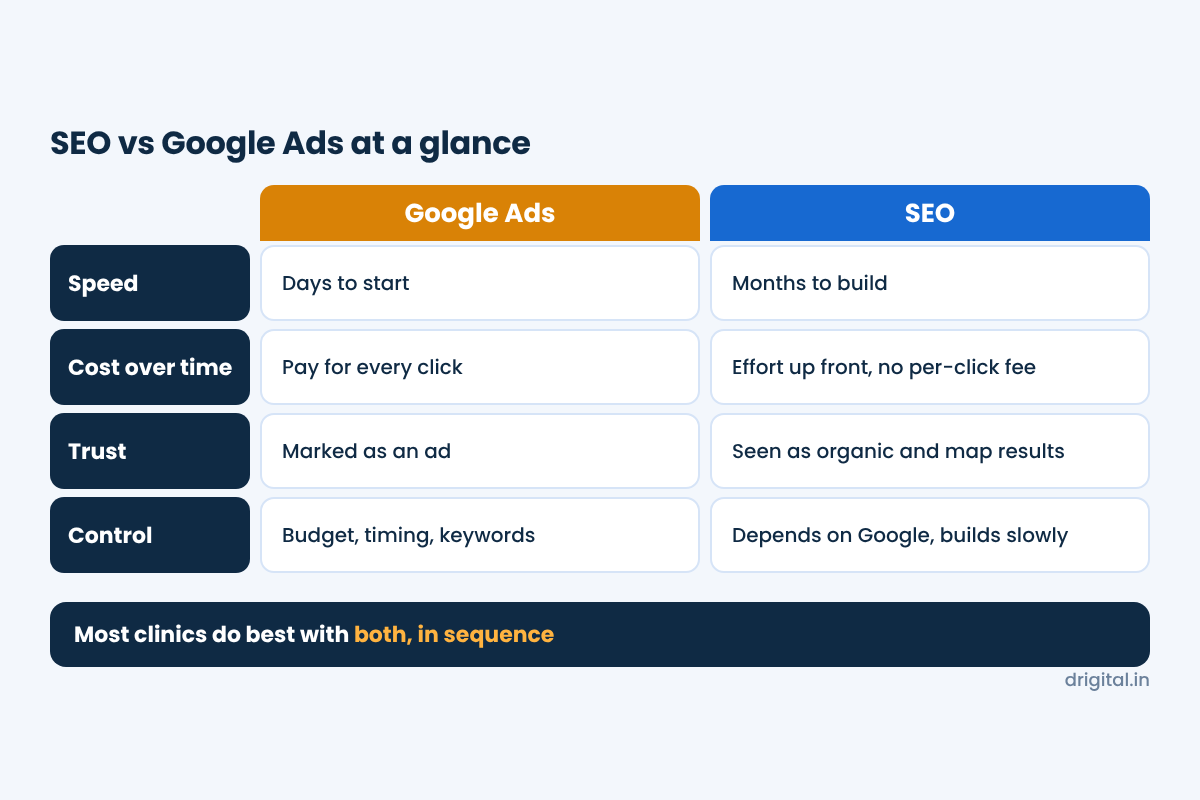 SEO vs Google Ads at a glance
Google Ads
SEO
Speed
Days to start
Months to build
Cost over time
Pay for every click
Effort up front, no per-click fee
Trust
Marked as an ad
Seen as organic and map results
Control
Budget, timing, keywords
Depends on Google, builds slowly
Most clinics do best with both, in sequence
drigital.in